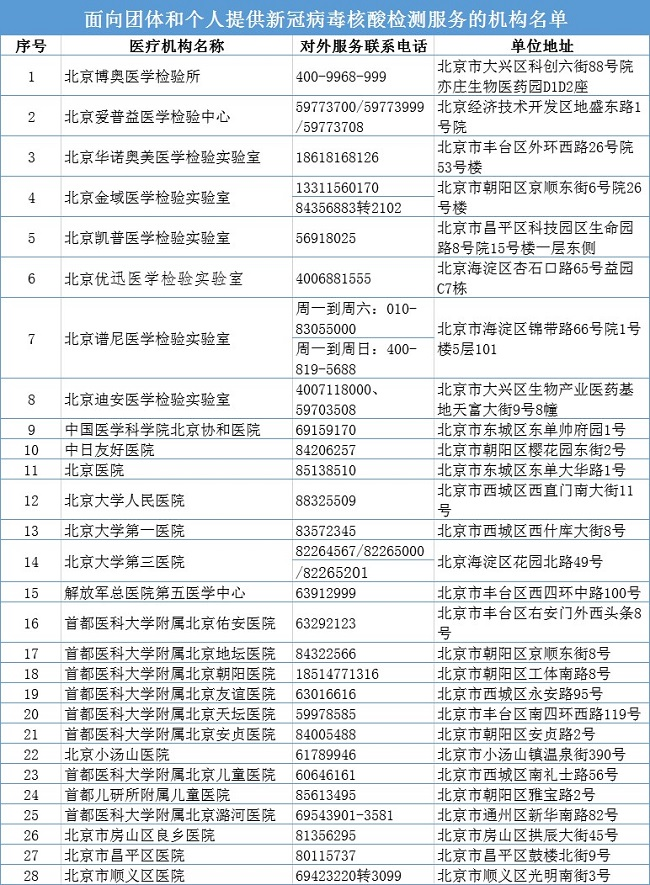 面向团体和个人提供新冠病毒核酸检测服务的机构名单
序号 医疗机构名称 对外服务联系电话 单位地址
1 北京博奥医学检验所 400-9968-999 北京市大兴区科创六街88号院
亦庄生物医药园D1D2座
2 北京爱普益医学检验中心 59773700/59773999
/59773708 北京经济技术开发区地盛东路1
号院
3 北京华诺奥美医学检验实验室 18618168126 北京市丰台区外环西路26号院
53号楼
4 北京金域医学检验实验室 13311560170
84356883转2102 北京市朝阳区京顺东街6号院26
号楼
5 北京凯普医学检验实验室 56918025 北京市昌平区科技园区生命园
路8号院15号楼一层东侧
6 北京优迅医学检验实验室 4006881555 北京海淀区杏石口路65号益园
C7栋
7 北京谱尼医学检验实验室 周一到周六：010-
83055000
周一到周日：400-
819-5688 北京市海淀区锦带路66号院1号
楼5层101
8 北京迪安医学检验实验室 4007118000、
59703508 北京市大兴区生物产业医药基
地天富大街9号8幢
9 中国医学科学院北京协和医院 69159170 北京市东城区东单帅府园1号
10 中日友好医院 84206257 北京市朝阳区樱花园东街2号
11 北京医院 85138510 北京市东城区东单大华路1号
12 北京大学人民医院 88325509 北京市西城区西直门南大街11
号
13 北京大学第一医院 83572345 北京市西城区西什库大街8号
14 北京大学第三医院 82264567/82265000
/82265201 北京海淀区花园北路49号
15 解放军总医院第五医学中心 63912999 北京市丰台区西四环中路100号
16 首都医科大学附属北京佑安医院 63292123 北京市丰台区右安门外西头条8
号
17 首都医科大学附属北京地坛医院 84322566 北京市朝阳区京顺东街8号
18 首都医科大学附属北京朝阳医院 18514771316 北京市朝阳区工体南路8号
19 首都医科大学附属北京友谊医院 63016616 北京市西城区永安路95号
20 首都医科大学附属北京天坛医院 59978585 北京市丰台区南四环西路119号
21 首都医科大学附属北京安贞医院 84005488 北京市朝阳区安贞路2号
22 北京小汤山医院 61789946 北京市小汤山镇温泉街390号
23 首都医科大学附属北京儿童医院 60646161 北京市西城区南礼士路56号
24 首都儿研所附属儿童医院 85613495 北京市朝阳区雅宝路2号
25 首都医科大学附属北京潞河医院 69543901-3581 北京市通州区新华南路82号
26 北京市房山区良乡医院 81356295 北京市房山区拱辰大街45号
27 北京市昌平区医院 80115737 北京市昌平区鼓楼北街9号
28 北京市顺义区医院 69423220转3099 北京市顺义区光明南街3号